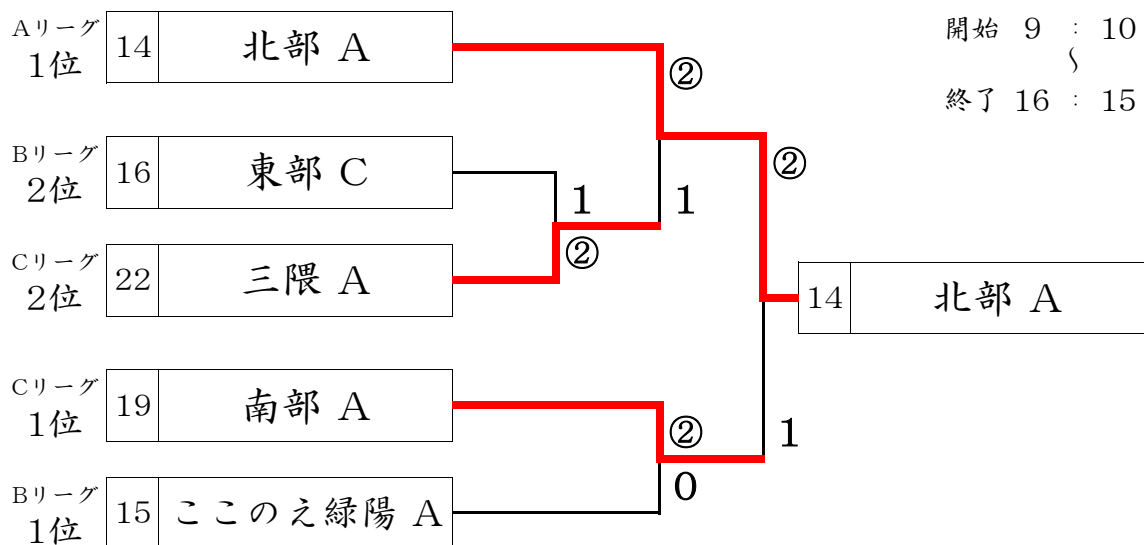 Aリーグ
1位
14 北部 A
開始 9 : 10
〜
終了 16 : 15
②
②
Bリーグ
2位
16 東部 C
1
1
②
Cリーグ
2位
22 三隈 A
14 北部 A
Cリーグ
1位
19 南部 A
②
1
0
Bリーグ
1位
15 ここのえ緑陽 A